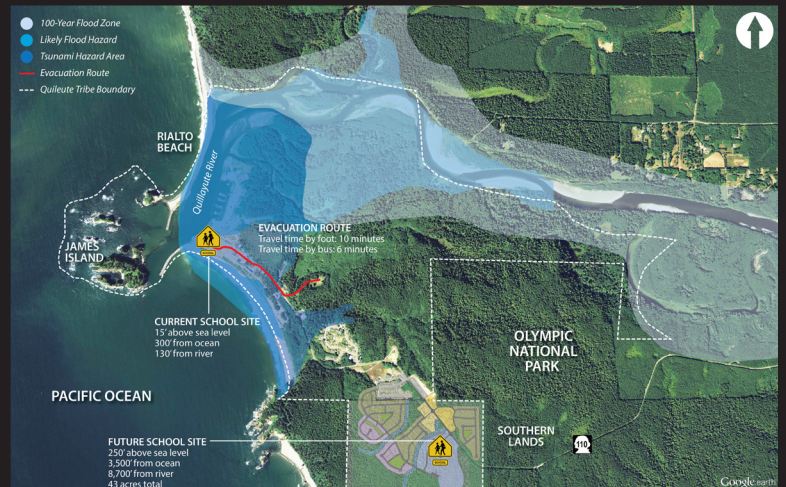 100-Year Flood Zone
Likely Flood Hazard
Tsunami Hazard Area
Evacuation Route
Quileute Tribe Boundary
RIALTO
BEACH
Quillayute River
JAMES
ISLAND
EVACUATION ROUTE
Travel time by foot: 10 minutes
Travel time by bus: 6 minutes
CURRENT SCHOOL SITE
15' above sea level
300' from ocean
130' from river
OLYMPIC
NATIONAL
PARK
PACIFIC OCEAN
SOUTHERN
LANDS
110
FUTURE SCHOOL SITE
250' above sea level
3,500' from ocean
8,700' from river
43 acres total
Google earth